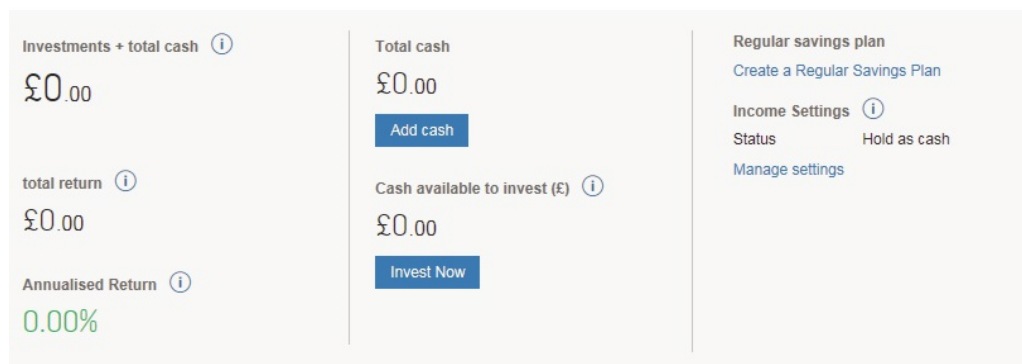 Investments + total cash
£0.00
total return
£0.00
Annualised Return
0.00%
Total cash
£0.00
Add cash
Cash available to invest (£)
£0.00
Invest Now
Regular savings plan
Create a Regular Savings Plan
Income Settings
Status Hold as cash
Manage settings